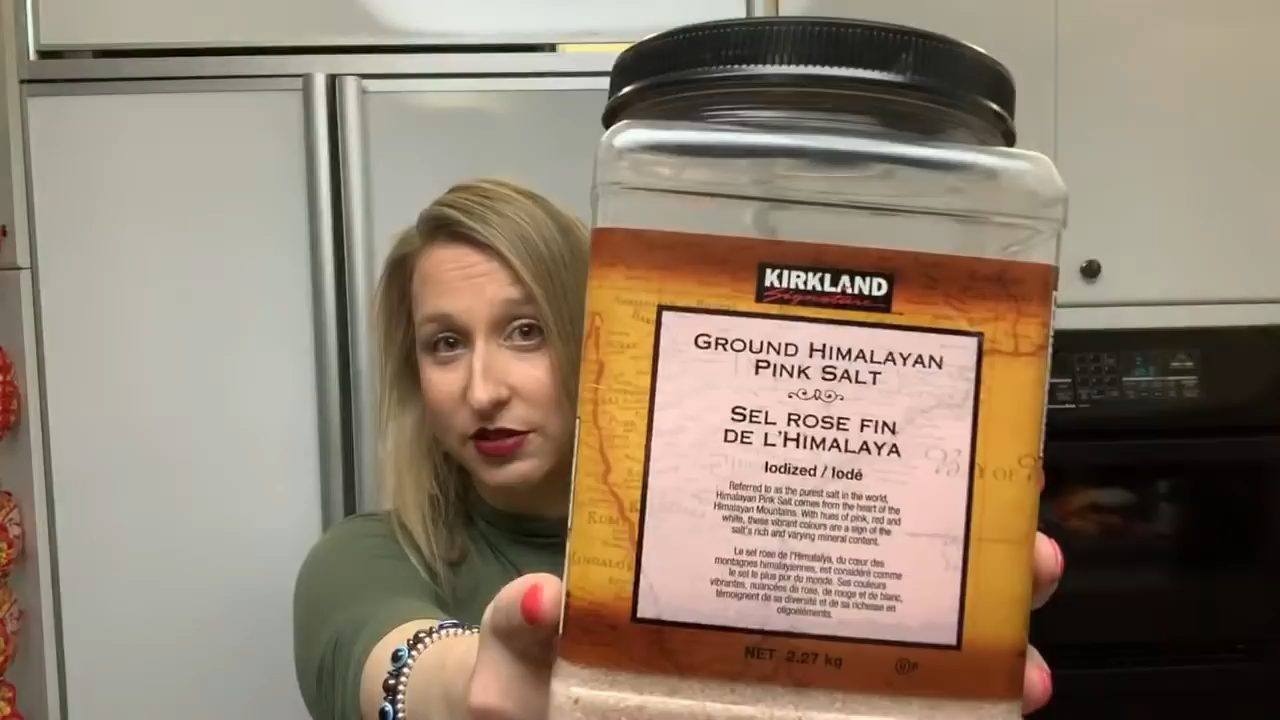 KIRKLAND
Signature
GROUND HIMALAYAN
PINK SALT
SEL ROSE FIN
DE L'HIMALAYA
Iodized / Iodé
Referred to as the purest salt in the world,
Himalayan Pink Salt comes from the heart of the
Himalayan Mountains. With hues of pink, red and
white, these vibrant colours are a sign of the
salt's rich and varying mineral content.
Le sel rose de l'Himalaya, du cœur des
montagnes himalayiennes, est considéré comme
le sel le plus pur du monde. Ses couleurs
vibrantes, nuancées de rose, de rouge et de blanc,
témoignent de sa diversité et de sa richesse en
oligoéléments.
NET 2.27 kg